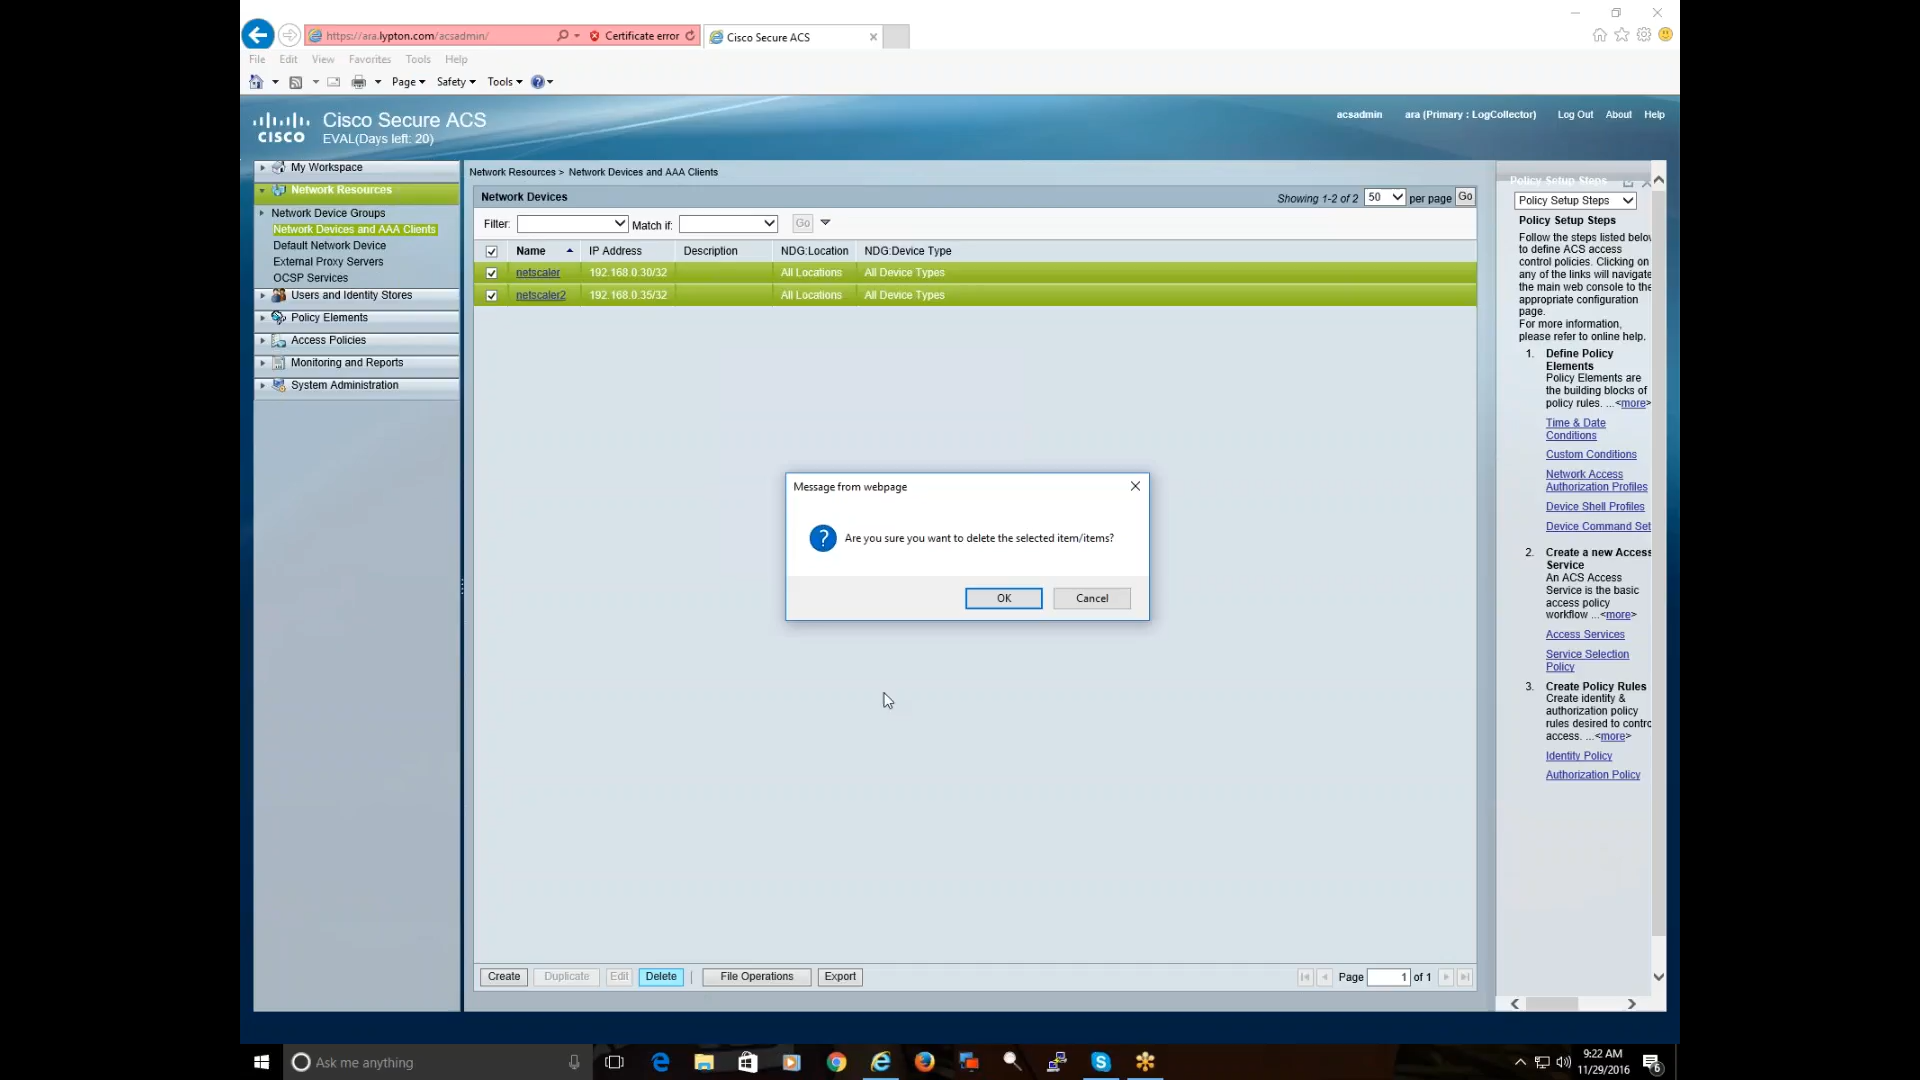 https://ara.lypton.com/acsadmin/
Certificate error
Cisco Secure ACS
File Edit View Favorites Tools Help
Page Safety Tools
CISCO
Cisco Secure ACS
EVAL(Days left: 20)
acsadmin ara (Primary : LogCollector) Log Out About Help
My Workspace
Network Resources
Network Device Groups
Network Devices and AAA Clients
Default Network Device
External Proxy Servers
OCSP Services
Users and Identity Stores
Policy Elements
Access Policies
Monitoring and Reports
System Administration
Network Resources > Network Devices and AAA Clients
Network Devices
Showing 1-2 of 2 50 per page Go
Filter: Match if: Go
Name IP Address Description NDG:Location NDG:Device Type
netscaler 192.168.0.30/32 All Locations All Device Types
netscaler2 192.168.0.35/32 All Locations All Device Types
Message from webpage
?
Are you sure you want to delete the selected item/items?
OK Cancel
Create Duplicate Edit Delete | File Operations Export
Page 1 of 1
Policy Setup Steps
Policy Setup Steps
Policy Setup Steps
Follow the steps listed below
to define ACS access
control policies. Clicking on
any of the links will navigate
the main web console to the
appropriate configuration
page.
For more information,
please refer to online help.
1. Define Policy
Elements
Policy Elements are
the building blocks of
policy rules. ...<more>
Time & Date
Conditions
Custom Conditions
Network Access
Authorization Profiles
Device Shell Profiles
Device Command Set
2. Create a new Access
Service
An ACS Access
Service is the basic
access policy
workflow ...<more>
Access Services
Service Selection
Policy
3. Create Policy Rules
Create identity &
authorization policy
rules desired to contro
access. ...<more>
Identity Policy
Authorization Policy
Ask me anything
9:22 AM
11/29/2016
6